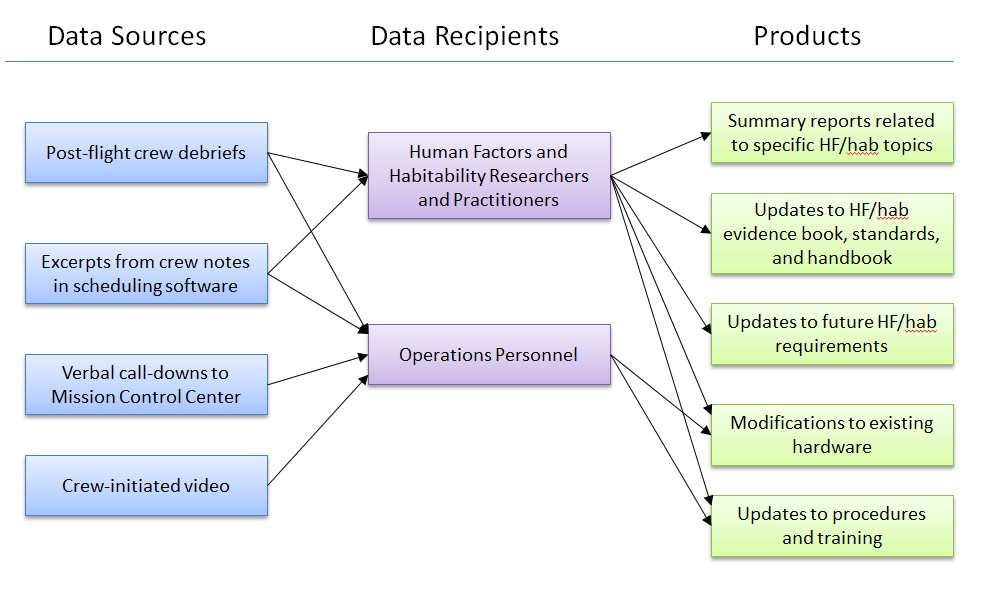 Data Sources
Data Recipients
Products
Post-flight crew debriefs
Excerpts from crew notes
in scheduling software
Verbal call-downs to
Mission Control Center
Crew-initiated video
Human Factors and
Habitability Researchers
and Practitioners
Operations Personnel
Summary reports related
to specific HF/hab topics
Updates to HF/hab
evidence book, standards,
and handbook
Updates to future HF/hab
requirements
Modifications to existing
hardware
Updates to procedures
and training